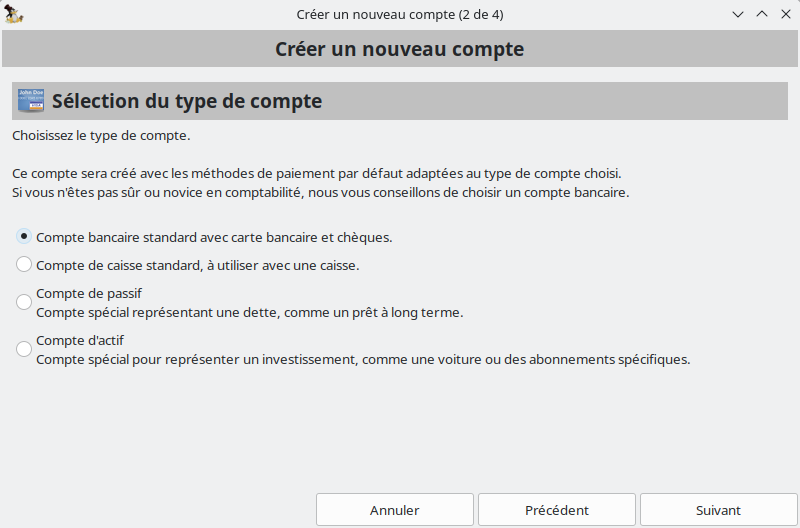 Créer un nouveau compte (2 de 4)
Créer un nouveau compte
Sélection du type de compte
Choisissez le type de compte.
Ce compte sera créé avec les méthodes de paiement par défaut adaptées au type de compte choisi.
Si vous n'êtes pas sûr ou novice en comptabilité, nous vous conseillons de choisir un compte bancaire.
Compte bancaire standard avec carte bancaire et chèques.
Compte de caisse standard, à utiliser avec une caisse.
Compte de passif
Compte spécial représentant une dette, comme un prêt à long terme.
Compte d'actif
Compte spécial pour représenter un investissement, comme une voiture ou des abonnements spécifiques.
Annuler
Précédent
Suivant